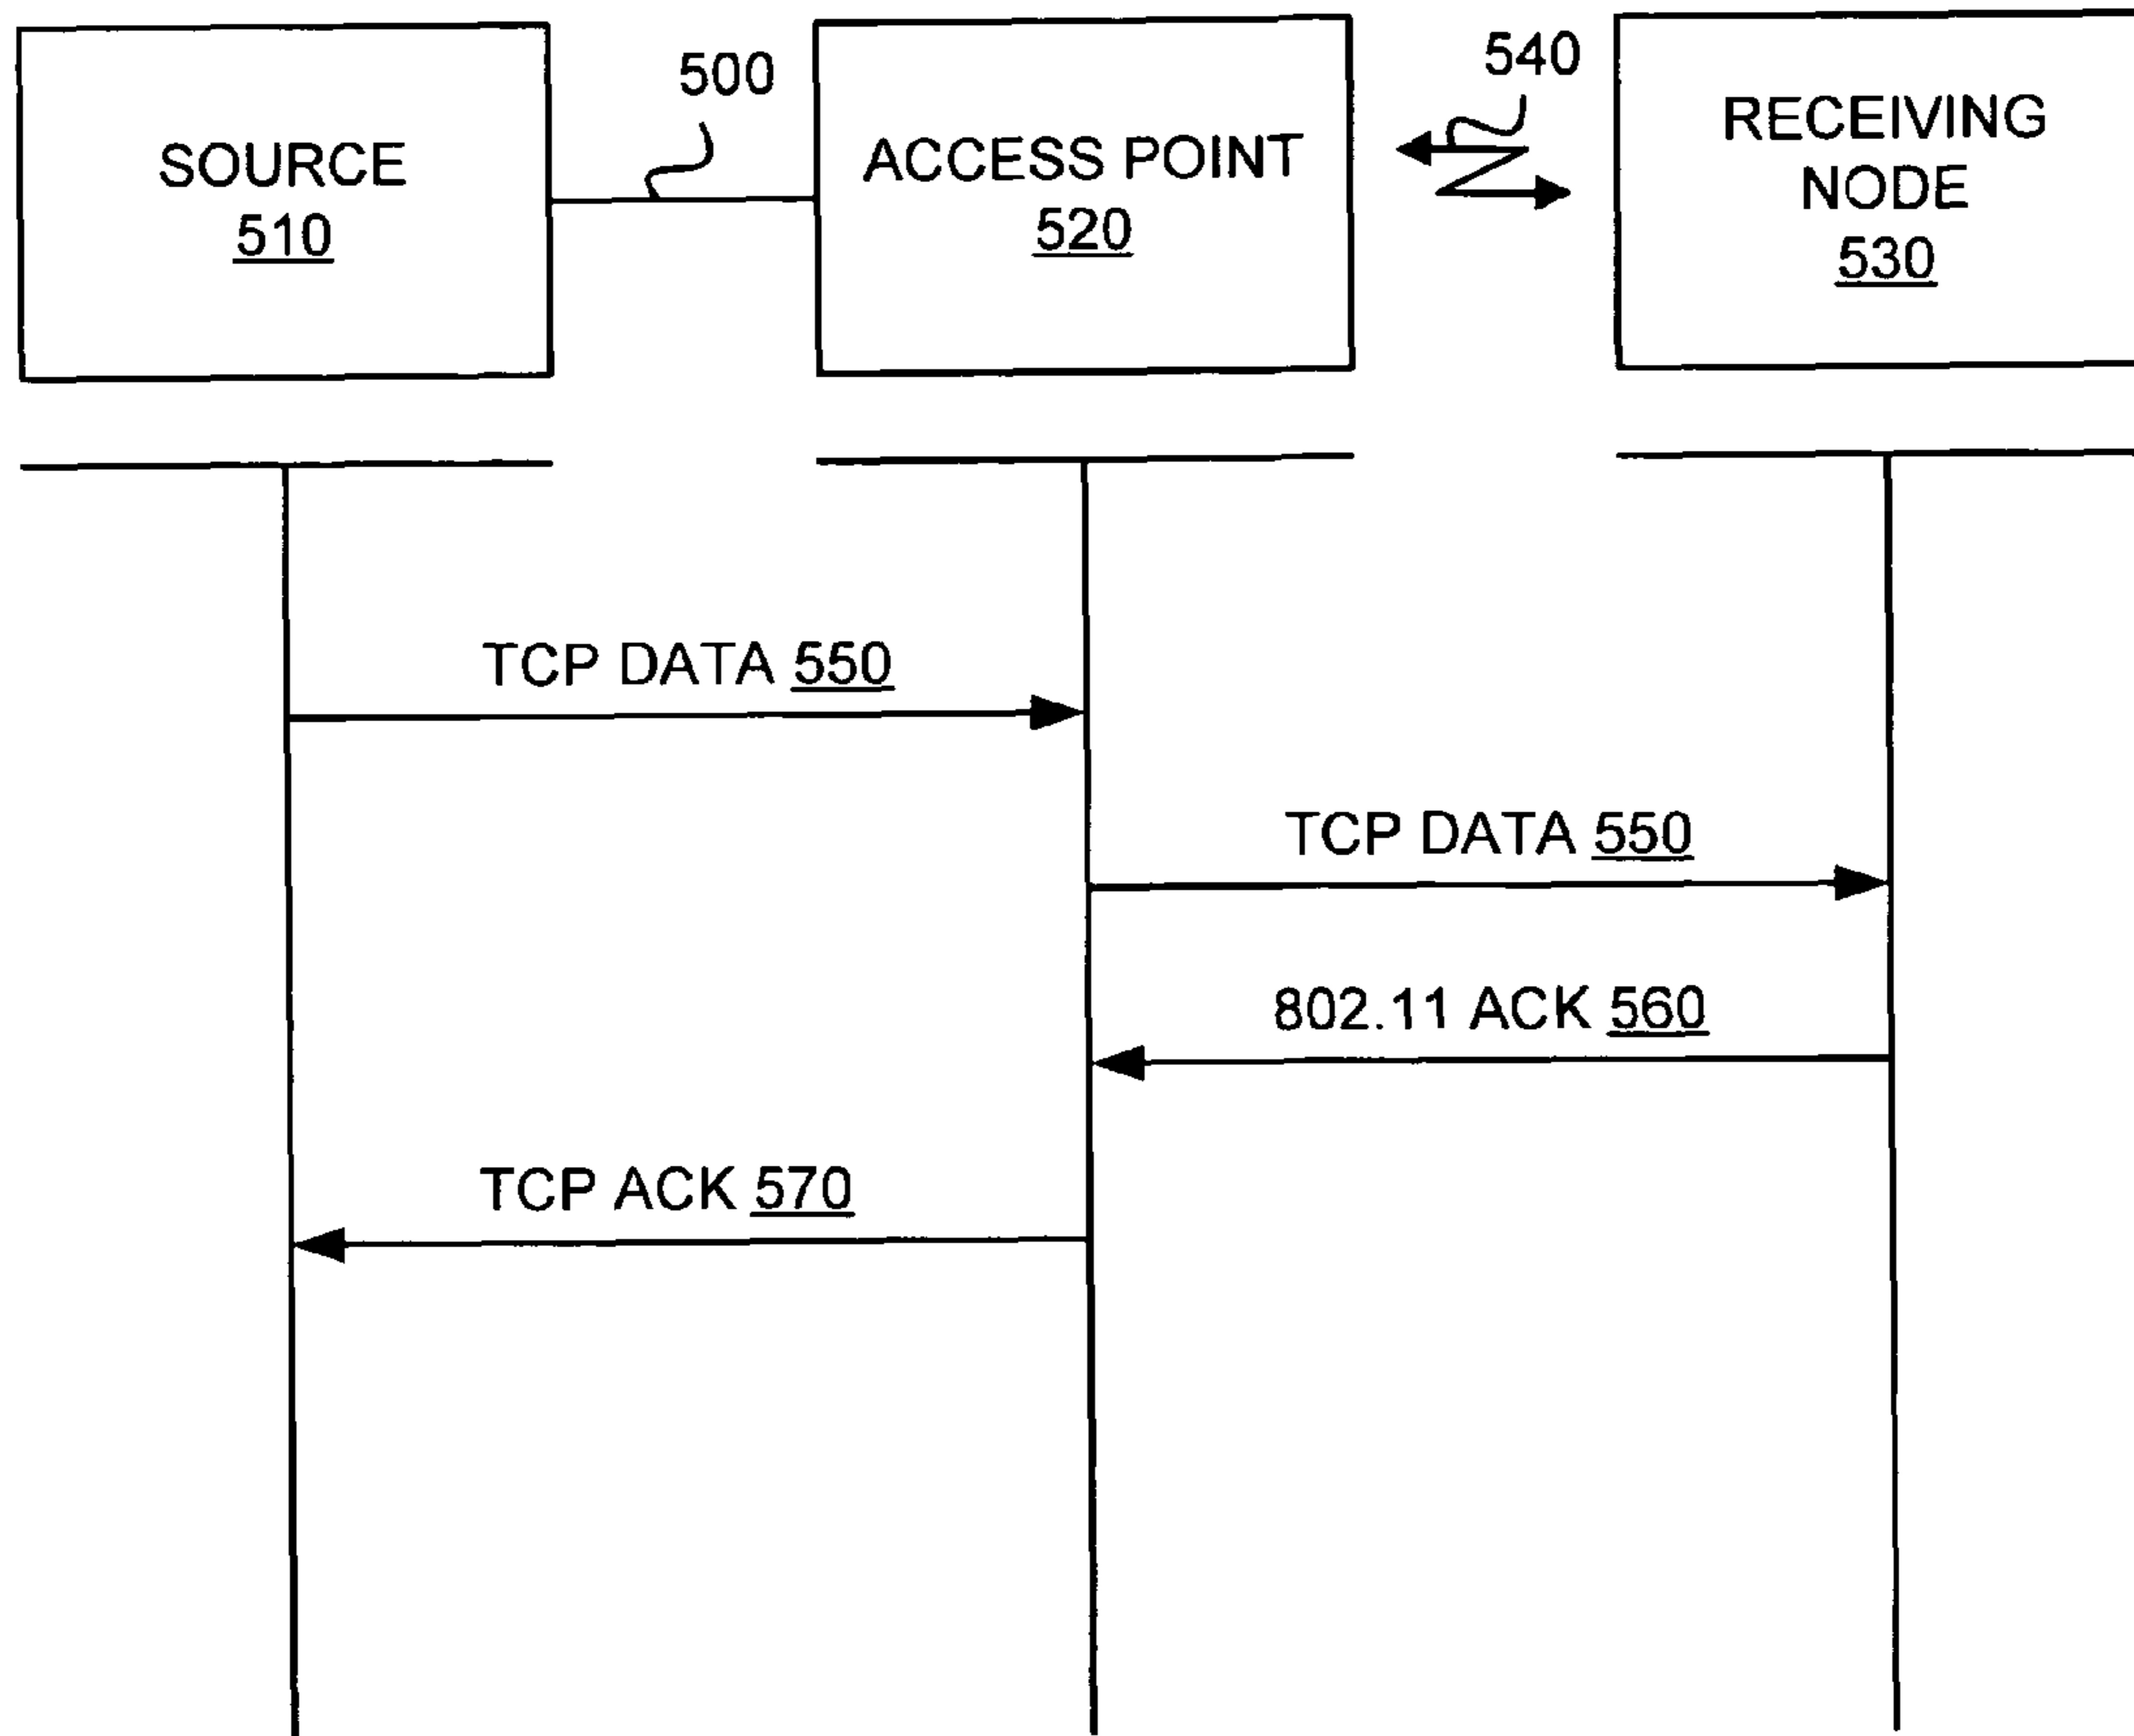 500
540
SOURCE
510
ACCESS POINT
520
RECEIVING
NODE
530
TCP DATA 550
TCP DATA 550
802.11 ACK 560
TCP ACK 570